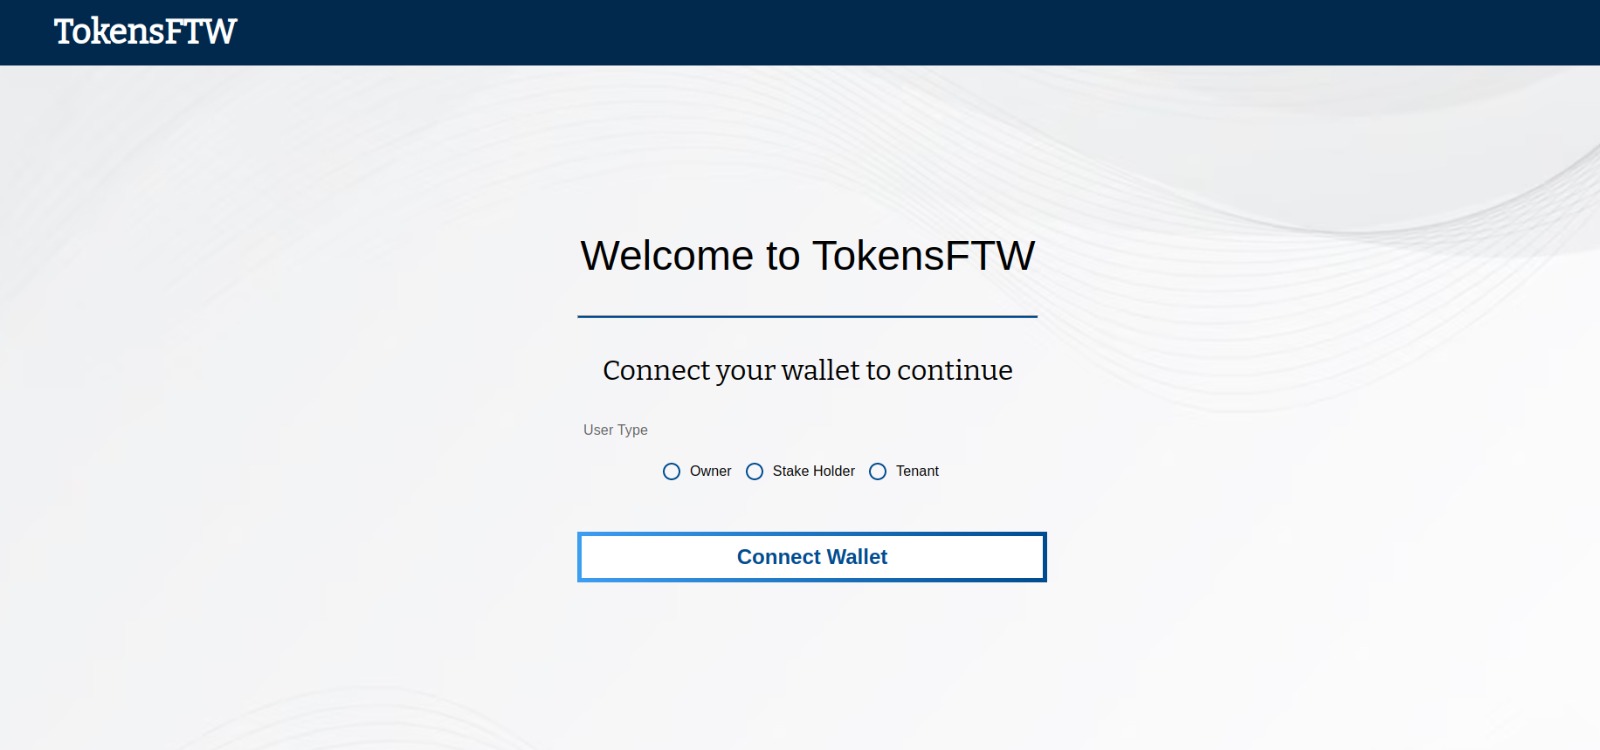 TokensFTW
Welcome to TokensFTW
Connect your wallet to continue
User Type
Owner Stake Holder Tenant
Connect Wallet